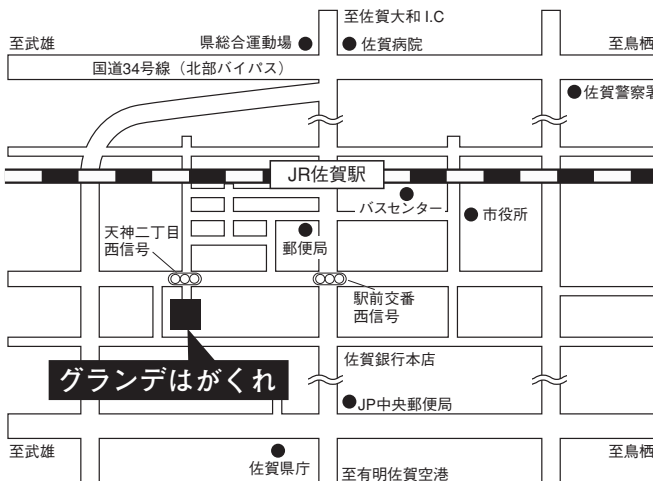 至佐賀大和 I.C
至武雄
県総合運動場
佐賀病院
至鳥栖
国道34号線（北部バイパス）
佐賀警察署
JR佐賀駅
バスセンター
市役所
天神二丁目
西信号
郵便局
駅前交番
西信号
佐賀銀行本店
グランデはがくれ
JP中央郵便局
至武雄
佐賀県庁
至有明佐賀空港
至鳥栖